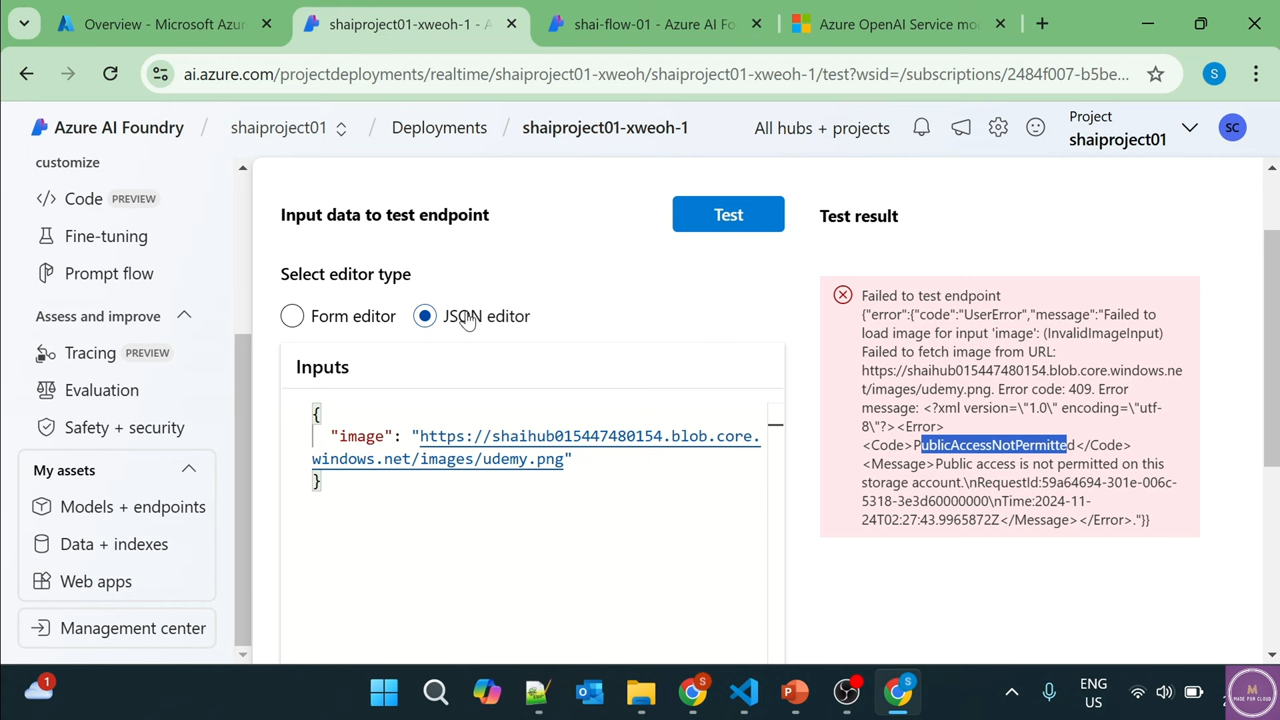 Overview - Microsoft Azur
shaiproject01-xweoh-1 - A
shai-flow-01 - Azure AI Fo
Azure OpenAI Service mod
ai.azure.com/projectdeployments/realtime/shaiproject01-xweoh/shaiproject01-xweoh-1/test?wsid=/subscriptions/2484f007-b5be...
S
Azure AI Foundry / shaiproject01 / Deployments / shaiproject01-xweoh-1
All hubs + projects
Project
shaiproject01
SC
customize
Code PREVIEW
Fine-tuning
Prompt flow
Assess and improve
Tracing PREVIEW
Evaluation
Safety + security
My assets
Models + endpoints
Data + indexes
Web apps
Management center
Input data to test endpoint
Test
Select editor type
Form editor
JSON editor
Inputs
{
"image": "https://shaihub015447480154.blob.core.
windows.net/images/udemy.png"
}
Test result
Failed to test endpoint
{"error":{"code":"UserError","message":"Failed to
load image for input 'image': (InvalidImageInput)
Failed to fetch image from URL:
https://shaihub015447480154.blob.core.windows.ne
t/images/udemy.png. Error code: 409. Error
message: <?xml version=\"1.0\" encoding=\"utf-
8\"?><Error>
<Code>PublicAccessNotPermitted</Code>
<Message>Public access is not permitted on this
storage account.\nRequestId:59a64694-301e-006c-
5318-3e3d60000000\nTime:2024-11-
24T02:27:43.9965872Z</Message></Error>."}}
1
S
S
ENG
US
M
MADE FOR CLOUD